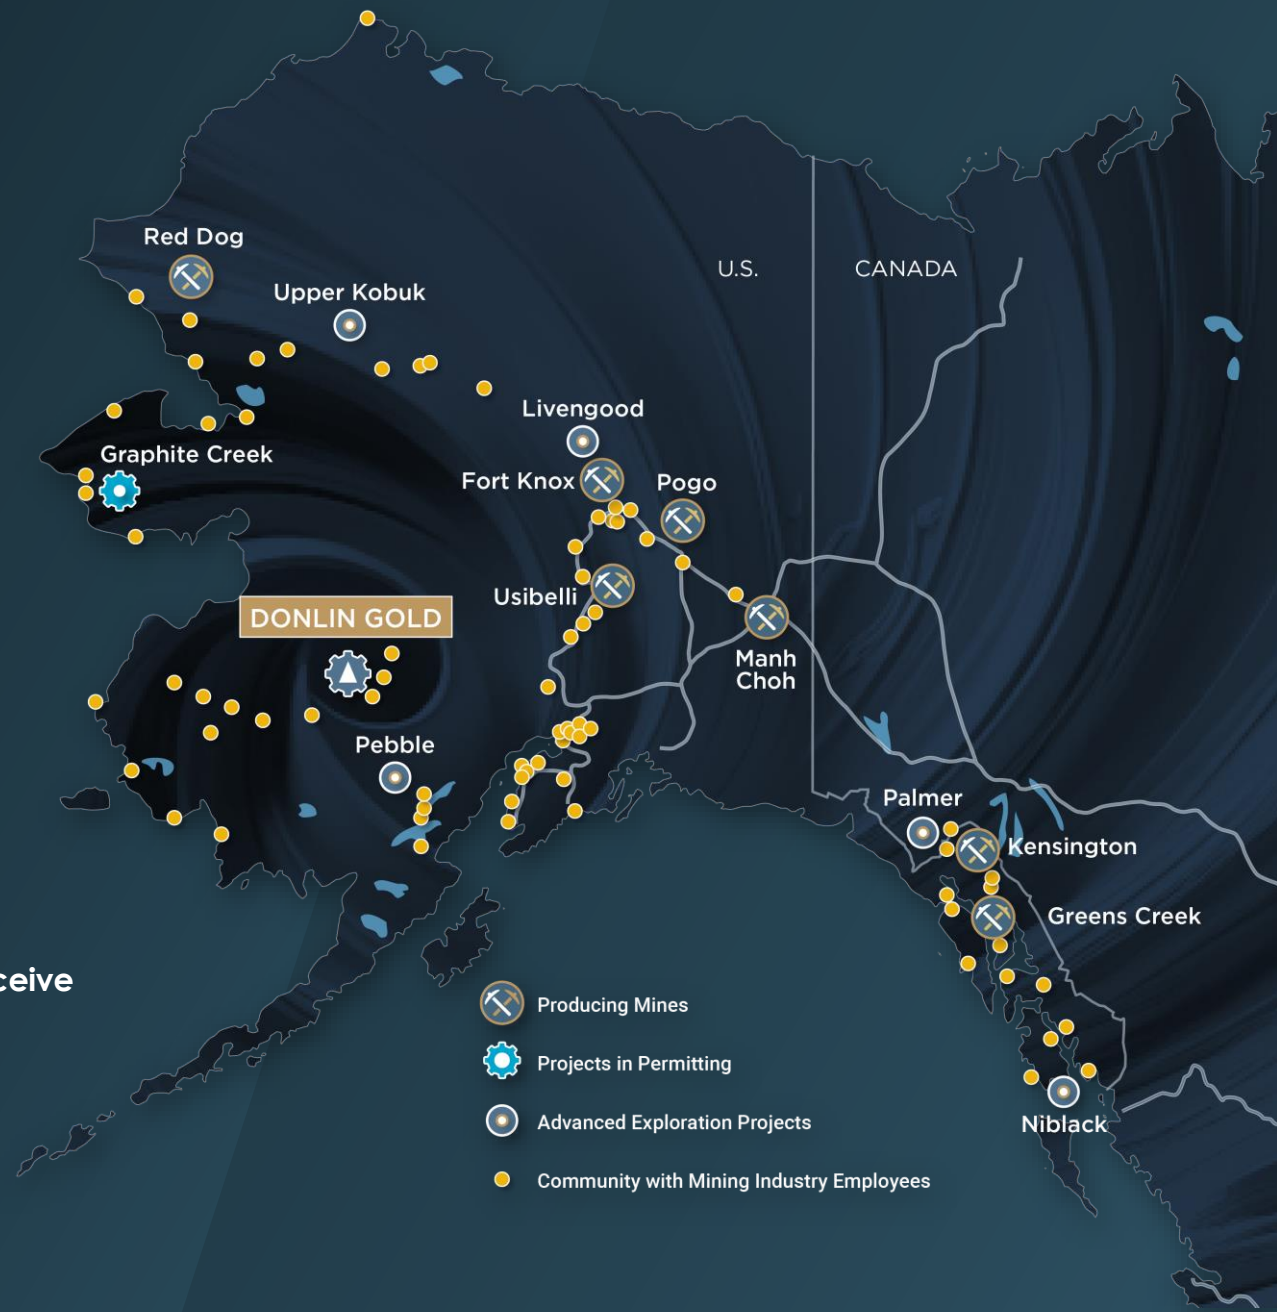 Red Dog
Upper Kobuk
U.S.
CANADA
Livengood
Graphite Creek
Fort Knox
Pogo
Usibelli
DONLIN GOLD
Manh
Choh
Pebble
Palmer
Kensington
Greens Creek
ceive
Producing Mines
Projects in Permitting
Advanced Exploration Projects
Niblack
Community with Mining Industry Employees